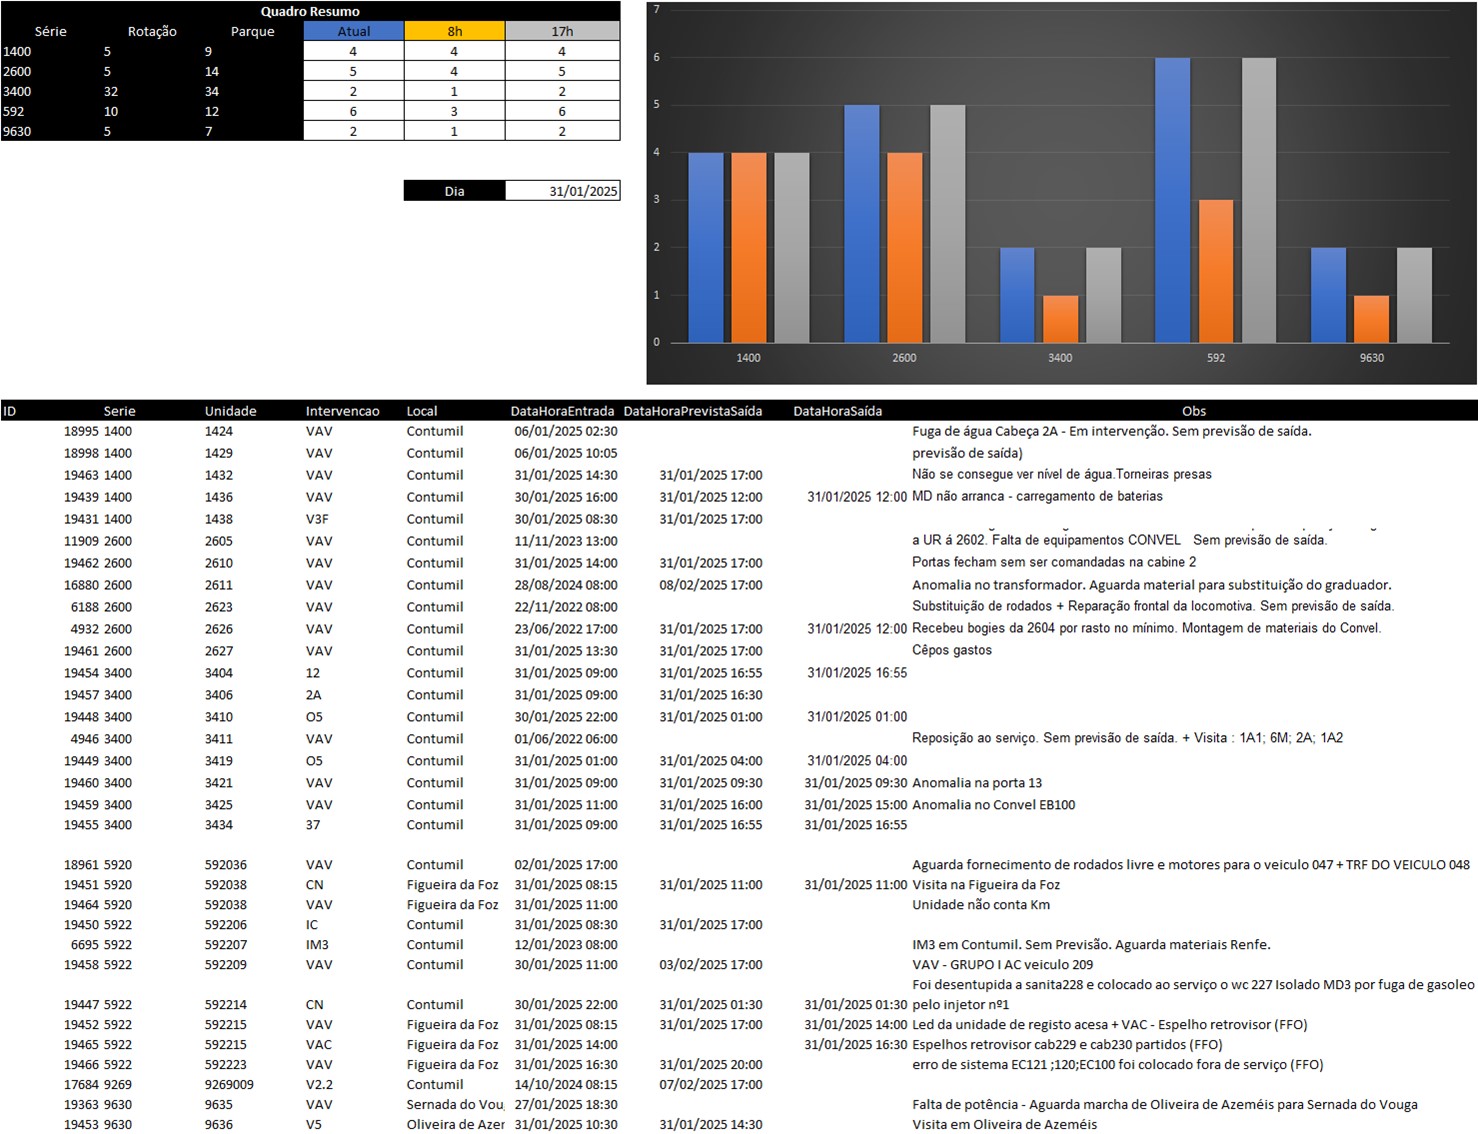 Quadro Resumo
Série Rotação Parque Atual 8h 17h
1400 5 9 4 4 4
2600 5 14 5 4 5
3400 32 34 2 1 2
592 10 12 6 3 6
9630 5 7 2 1 2
Dia 31/01/2025
7
6
5
4
3
2
1
0
1400 2600 3400 592 9630
ID Serie Unidade Intervencao Local DataHoraEntrada DataHoraPrevistaSaída DataHoraSaída Obs
18995 1400 1424 VAV Contumil 06/01/2025 02:30 Fuga de água Cabeça 2A - Em intervenção. Sem previsão de saída.
18998 1400 1429 VAV Contumil 06/01/2025 10:05 previsão de saída)
19463 1400 1432 VAV Contumil 31/01/2025 14:30 31/01/2025 17:00 Não se consegue ver nível de água.Torneiras presas
19439 1400 1436 VAV Contumil 30/01/2025 16:00 31/01/2025 12:00 31/01/2025 12:00 MD não arranca - carregamento de baterias
19431 1400 1438 V3F Contumil 30/01/2025 08:30 31/01/2025 17:00
11909 2600 2605 VAV Contumil 11/11/2023 13:00 a UR á 2602. Falta de equipamentos CONVEL Sem previsão de saída.
19462 2600 2610 VAV Contumil 31/01/2025 14:00 31/01/2025 17:00 Portas fecham sem ser comandadas na cabine 2
16880 2600 2611 VAV Contumil 28/08/2024 08:00 08/02/2025 17:00 Anomalia no transformador. Aguarda material para substituição do graduador.
6188 2600 2623 VAV Contumil 22/11/2022 08:00 Substituição de rodados + Reparação frontal da locomotiva. Sem previsão de saída.
4932 2600 2626 VAV Contumil 23/06/2022 17:00 31/01/2025 17:00 31/01/2025 12:00 Recebeu bogies da 2604 por rasto no mínimo. Montagem de materiais do Convel.
19461 2600 2627 VAV Contumil 31/01/2025 13:30 31/01/2025 17:00 Cêpos gastos
19454 3400 3404 12 Contumil 31/01/2025 09:00 31/01/2025 16:55 31/01/2025 16:55
19457 3400 3406 2A Contumil 31/01/2025 09:00 31/01/2025 16:30
19448 3400 3410 O5 Contumil 30/01/2025 22:00 31/01/2025 01:00 31/01/2025 01:00
4946 3400 3411 VAV Contumil 01/06/2022 06:00 Reposição ao serviço. Sem previsão de saída. + Visita : 1A1; 6M; 2A; 1A2
19449 3400 3419 O5 Contumil 31/01/2025 01:00 31/01/2025 04:00 31/01/2025 04:00
19460 3400 3421 VAV Contumil 31/01/2025 09:00 31/01/2025 09:30 31/01/2025 09:30 Anomalia na porta 13
19459 3400 3425 VAV Contumil 31/01/2025 11:00 31/01/2025 16:00 31/01/2025 15:00 Anomalia no Convel EB100
19455 3400 3434 37 Contumil 31/01/2025 09:00 31/01/2025 16:55 31/01/2025 16:55
18961 5920 592036 VAV Contumil 02/01/2025 17:00 Aguarda fornecimento de rodados livre e motores para o veiculo 047 + TRF DO VEICULO 048
19451 5920 592038 CN Figueira da Foz 31/01/2025 08:15 31/01/2025 11:00 31/01/2025 11:00 Visita na Figueira da Foz
19464 5920 592038 VAV Figueira da Foz 31/01/2025 11:00 Unidade não conta Km
19450 5922 592206 IC Contumil 31/01/2025 08:30 31/01/2025 17:00
6695 5922 592207 IM3 Contumil 12/01/2023 08:00 IM3 em Contumil. Sem Previsão. Aguarda materiais Renfe.
19458 5922 592209 VAV Contumil 30/01/2025 11:00 03/02/2025 17:00 VAV - GRUPO I AC veiculo 209
Foi desentupida a sanita228 e colocado ao serviço o wc 227 Isolado MD3 por fuga de gasoleo
19447 5922 592214 CN Contumil 30/01/2025 22:00 31/01/2025 01:30 31/01/2025 01:30 pelo injetor nº1
19452 5922 592215 VAV Figueira da Foz 31/01/2025 08:15 31/01/2025 17:00 31/01/2025 14:00 Led da unidade de registo acesa + VAC - Espelho retrovisor (FFO)
19465 5922 592215 VAC Figueira da Foz 31/01/2025 14:00 31/01/2025 16:30 Espelhos retrovisor cab229 e cab230 partidos (FFO)
19466 5922 592223 VAV Figueira da Foz 31/01/2025 16:30 31/01/2025 20:00 erro de sistema EC121 ;120;EC100 foi colocado fora de serviço (FFO)
17684 9269 9269009 V2.2 Contumil 14/10/2024 08:15 07/02/2025 17:00
19363 9630 9635 VAV Sernada do Vou 27/01/2025 18:30 Falta de potência - Aguarda marcha de Oliveira de Azeméis para Sernada do Vouga
19453 9630 9636 V5 Oliveira de Azer 31/01/2025 10:30 31/01/2025 14:30 Visita em Oliveira de Azeméis